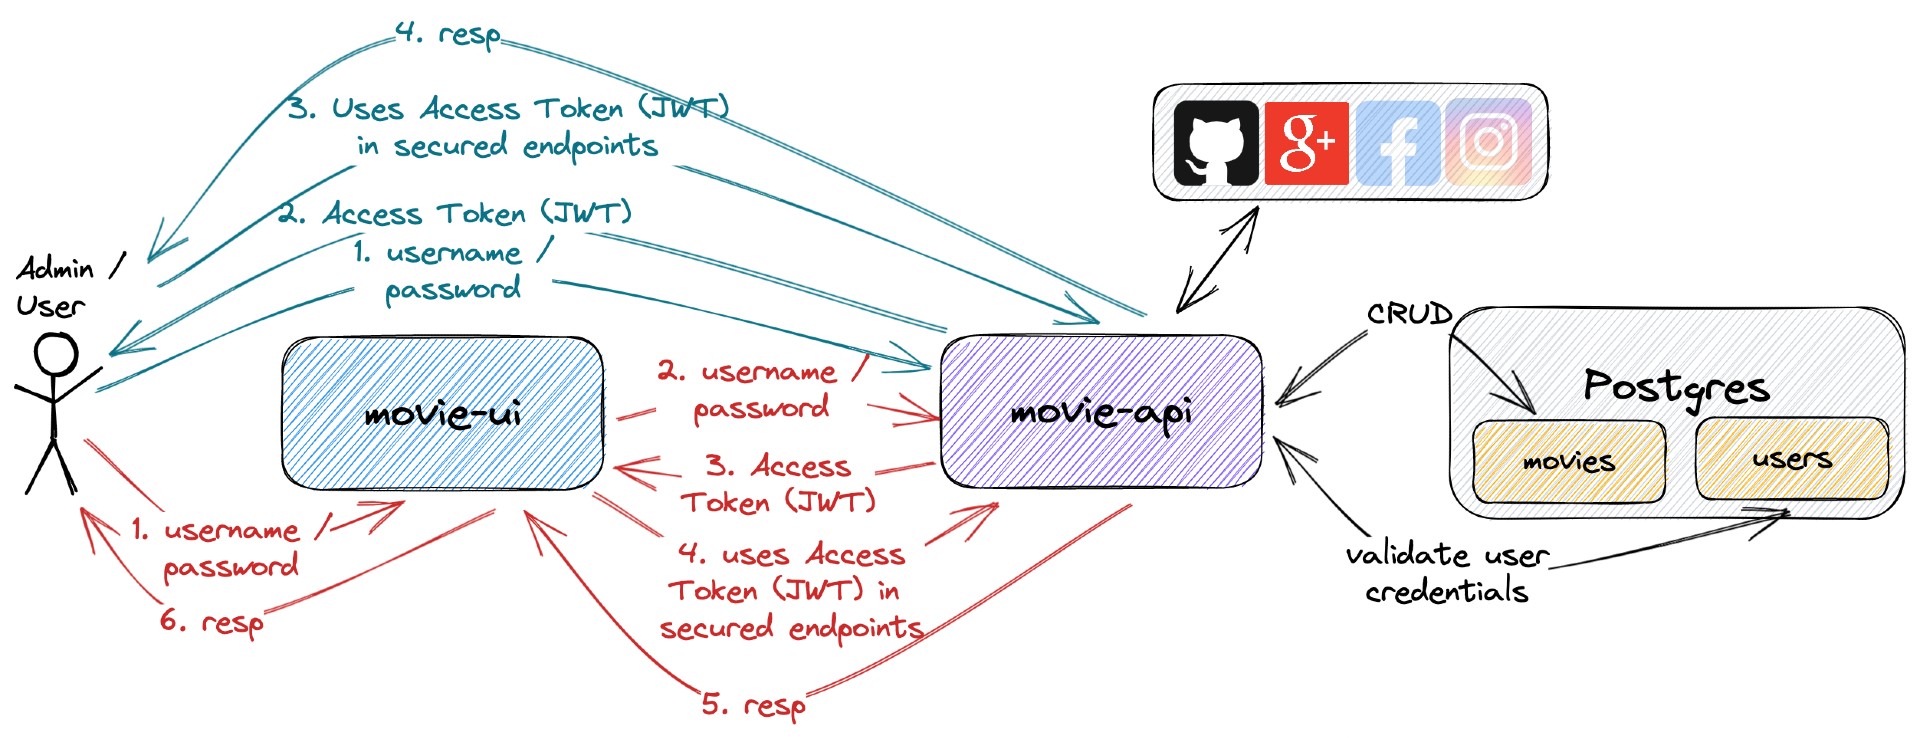 4. resp
3. Uses Access Token (JWT)
in secured endpoints
2. Access Token (JWT)
1. username /
password
Admin /
User
g+
f
CRUD
Postgres
movies
users
movie-ui
movie-api
2. username /
password
3. Access
Token (JWT)
1. username /
password
4. uses Access
Token (JWT) in
secured endpoints
validate user
credentials
6. resp
5. resp